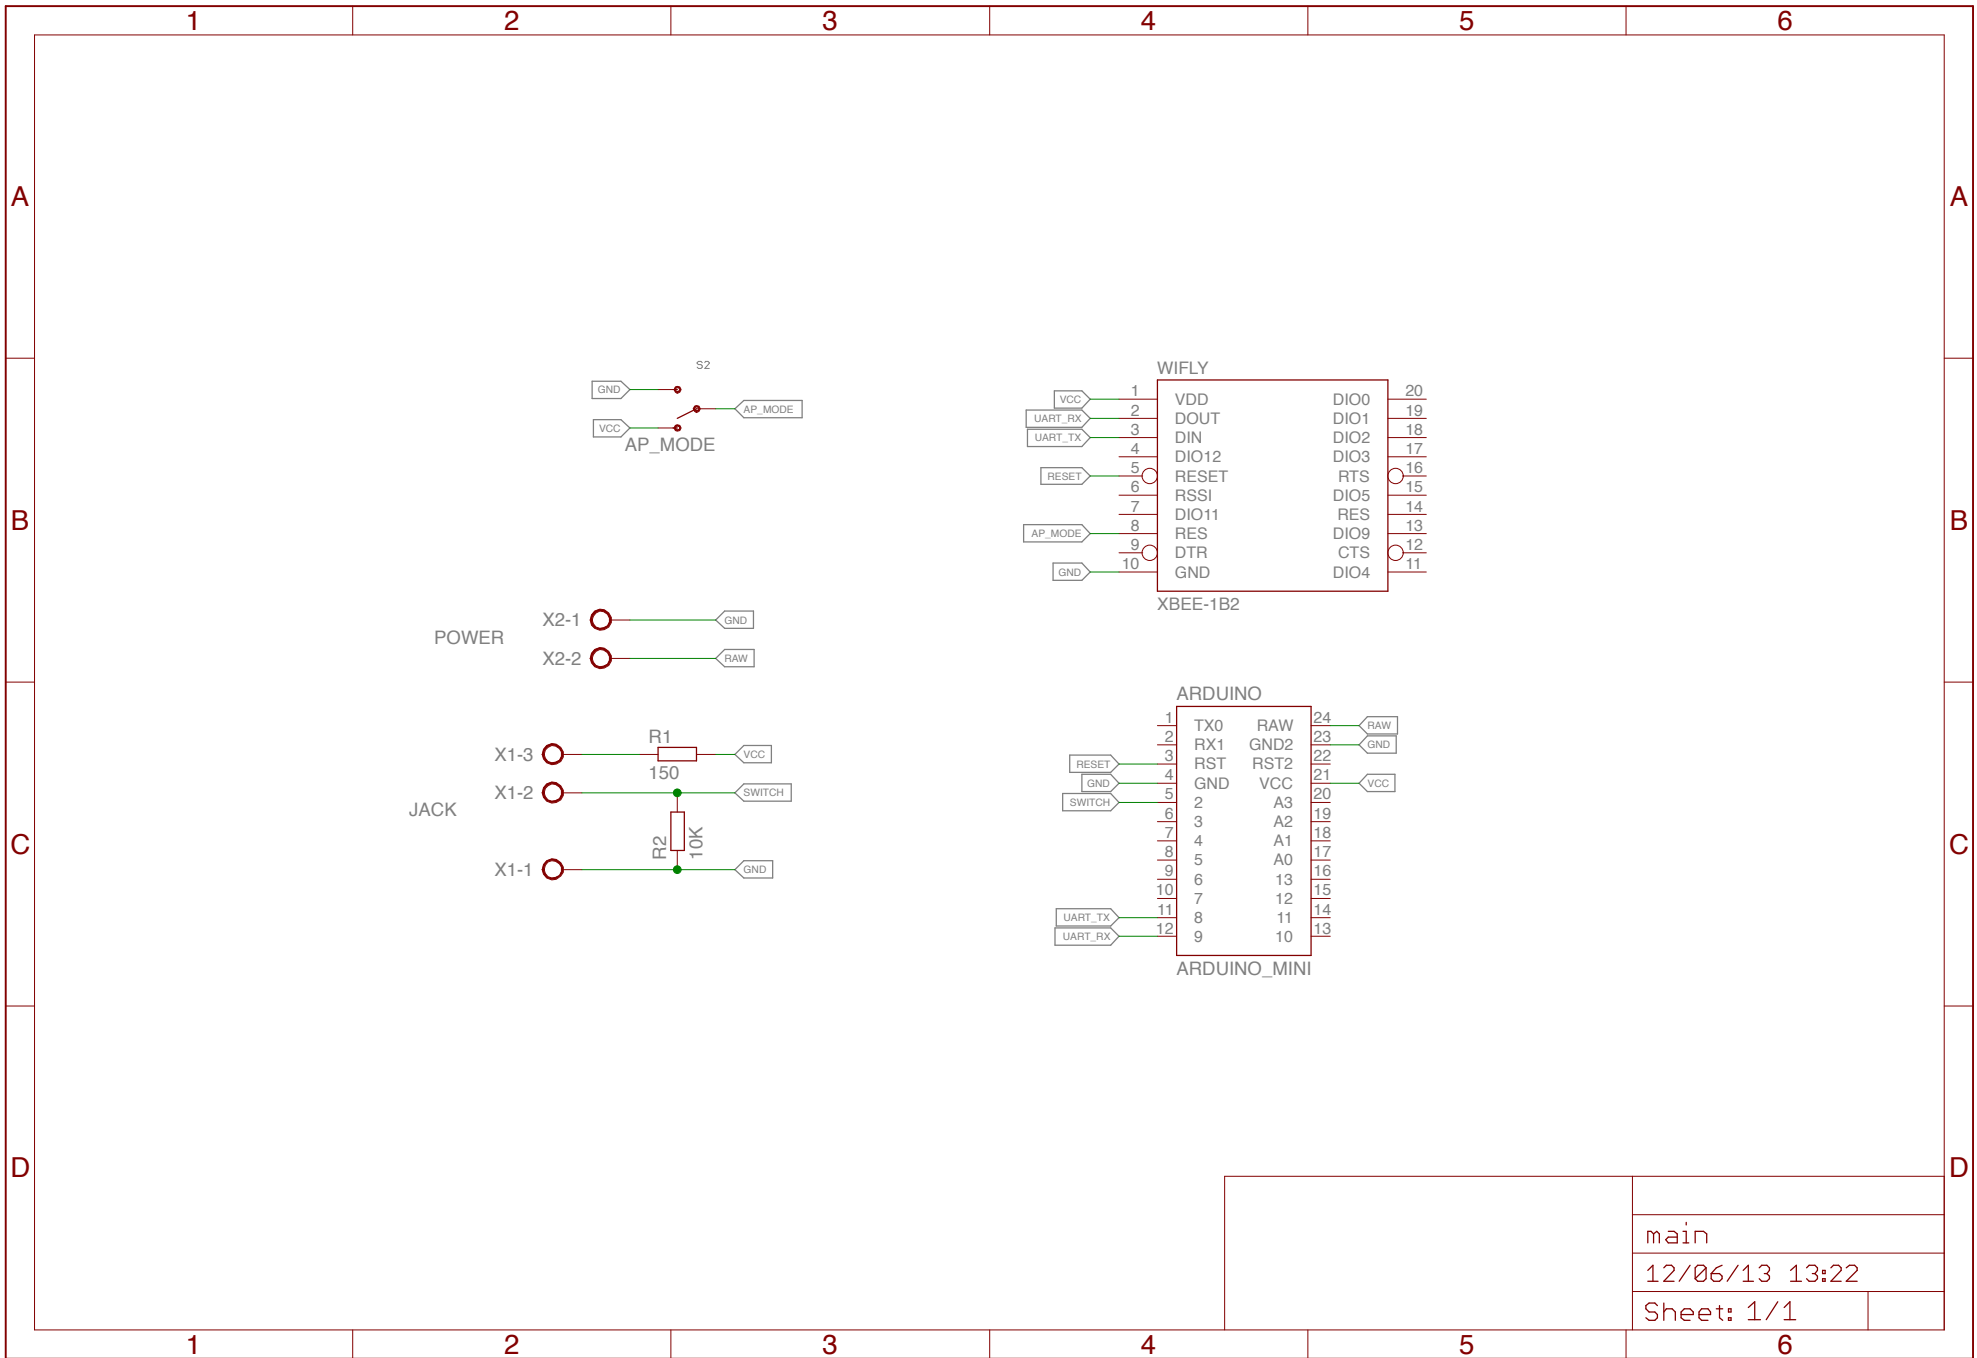 1 2 3 4 5 6
A A
S2
GND
AP_MODE
VCC
AP_MODE
WIFLY
VCC 1 VDD DIO0 20
UART_RX 2 DOUT DIO1 19
UART_TX 3 DIN DIO2 18
4 DIO12 DIO3 17
RESET 5 RESET RTS 16
6 RSSI DIO5 15
7 DIO11 RES 14
AP_MODE 8 RES DIO9 13
9 DTR CTS 12
GND 10 GND DIO4 11
XBEE-1B2
B B
X2-1 GND
POWER
X2-2 RAW
ARDUINO
1 TX0 RAW 24 RAW
2 RX1 GND2 23 GND
RESET 3 RST RST2 22
GND 4 GND VCC 21 VCC
SWITCH 5 2 A3 20
6 3 A2 19
7 4 A1 18
8 5 A0 17
9 6 13 16
10 7 12 15
UART_TX 11 8 11 14
UART_RX 12 9 10 13
ARDUINO_MINI
R1
X1-3 VCC
150
X1-2 SWITCH
JACK
R2 10K
X1-1 GND
C C
D D
main
12/06/13 13:22
Sheet: 1/1
1 2 3 4 5 6